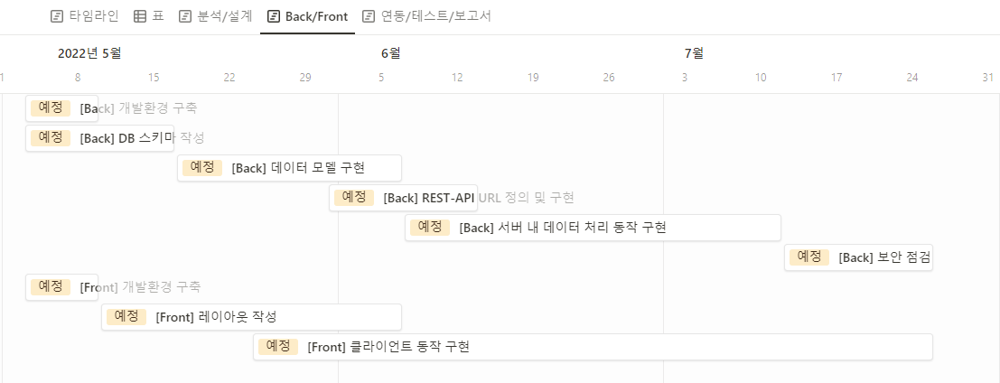 타임라인 표 분석/설계 Back/Front 연동/테스트/보고서
2022년 5월 6월 7월
1 8 15 22 29 5 12 19 26 3 10 17 24 31
예정 [Back] 개발환경 구축
예정 [Back] DB 스키마 작성
예정 [Back] 데이터 모델 구현
예정 [Back] REST-API URL 정의 및 구현
예정 [Back] 서버 내 데이터 처리 동작 구현
예정 [Back] 보안 점검
예정 [Front] 개발환경 구축
예정 [Front] 레이아웃 작성
예정 [Front] 클라이언트 동작 구현